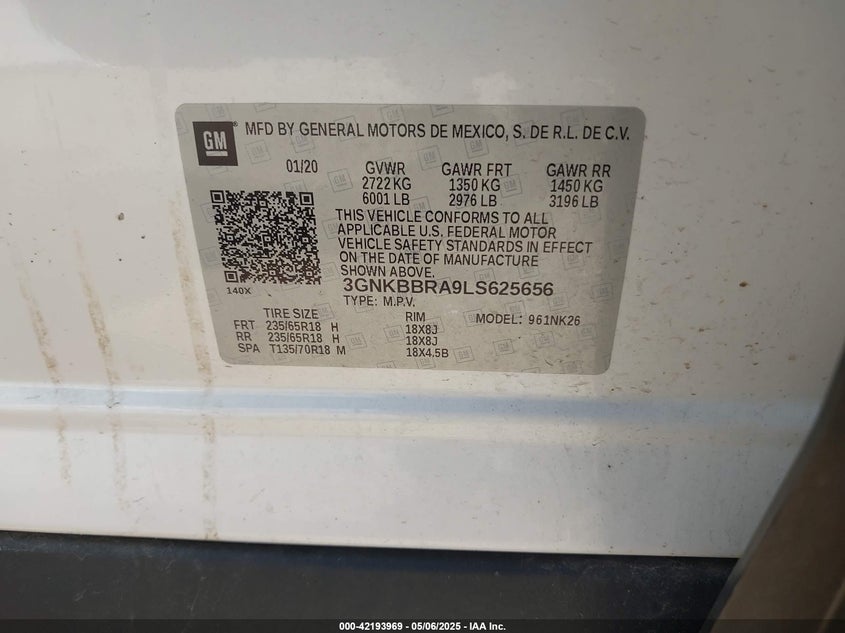 GM
MFD BY GENERAL MOTORS DE MEXICO, S. DE R.L. DE C.V.
01/20 GVWR GAWR FRT GAWR RR
2722 KG 1350 KG 1450 KG
6001 LB 2976 LB 3196 LB
THIS VEHICLE CONFORMS TO ALL
APPLICABLE U.S. FEDERAL MOTOR
VEHICLE SAFETY STANDARDS IN EFFECT
ON THE DATE OF MANUFACTURE
SHOWN ABOVE.
140X
3GNKBBRA9LS625656
TYPE: M.P.V.
TIRE SIZE RIM MODEL: 961NK26
FRT 235/65R18 H 18X8J
RR 235/65R18 H 18X8J
SPA T135/70R18 M 18X4.5B
000-42193969 - 05/06/2025 - IAA Inc.